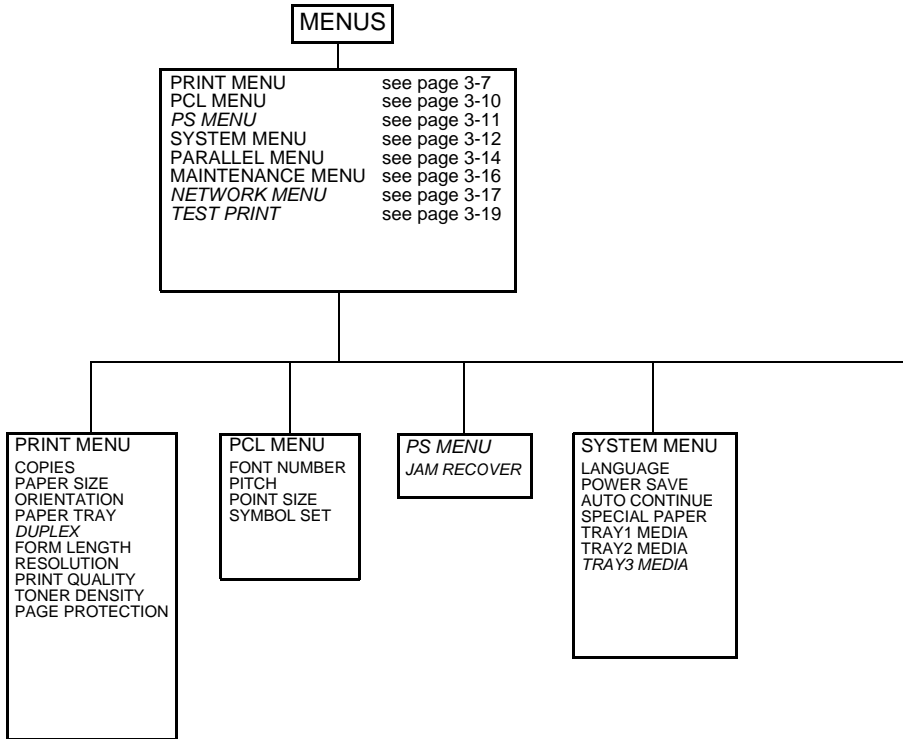 MENUS
PRINT MENU see page 3-7
PCL MENU see page 3-10
PS MENU see page 3-11
SYSTEM MENU see page 3-12
PARALLEL MENU see page 3-14
MAINTENANCE MENU see page 3-16
NETWORK MENU see page 3-17
TEST PRINT see page 3-19
PRINT MENU
COPIES
PAPER SIZE
ORIENTATION
PAPER TRAY
DUPLEX
FORM LENGTH
RESOLUTION
PRINT QUALITY
TONER DENSITY
PAGE PROTECTION
PCL MENU
FONT NUMBER
PITCH
POINT SIZE
SYMBOL SET
PS MENU
JAM RECOVER
SYSTEM MENU
LANGUAGE
POWER SAVE
AUTO CONTINUE
SPECIAL PAPER
TRAY1 MEDIA
TRAY2 MEDIA
TRAY3 MEDIA